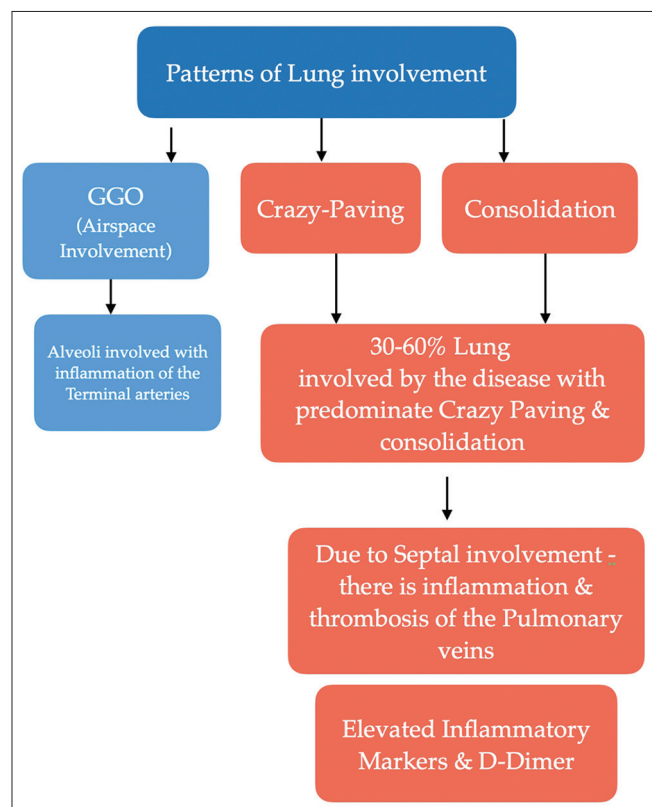 Patterns of Lung involvement
GGO
(Airspace
Involvement)
Crazy-Paving
Consolidation
Alveoli involved with
inflammation of the
Terminal arteries
30-60% Lung
involved by the disease with
predominate Crazy Paving &
consolidation
Due to Septal involvement -
there is inflammation &
thrombosis of the Pulmonary
veins
Elevated Inflammatory
Markers & D-Dimer